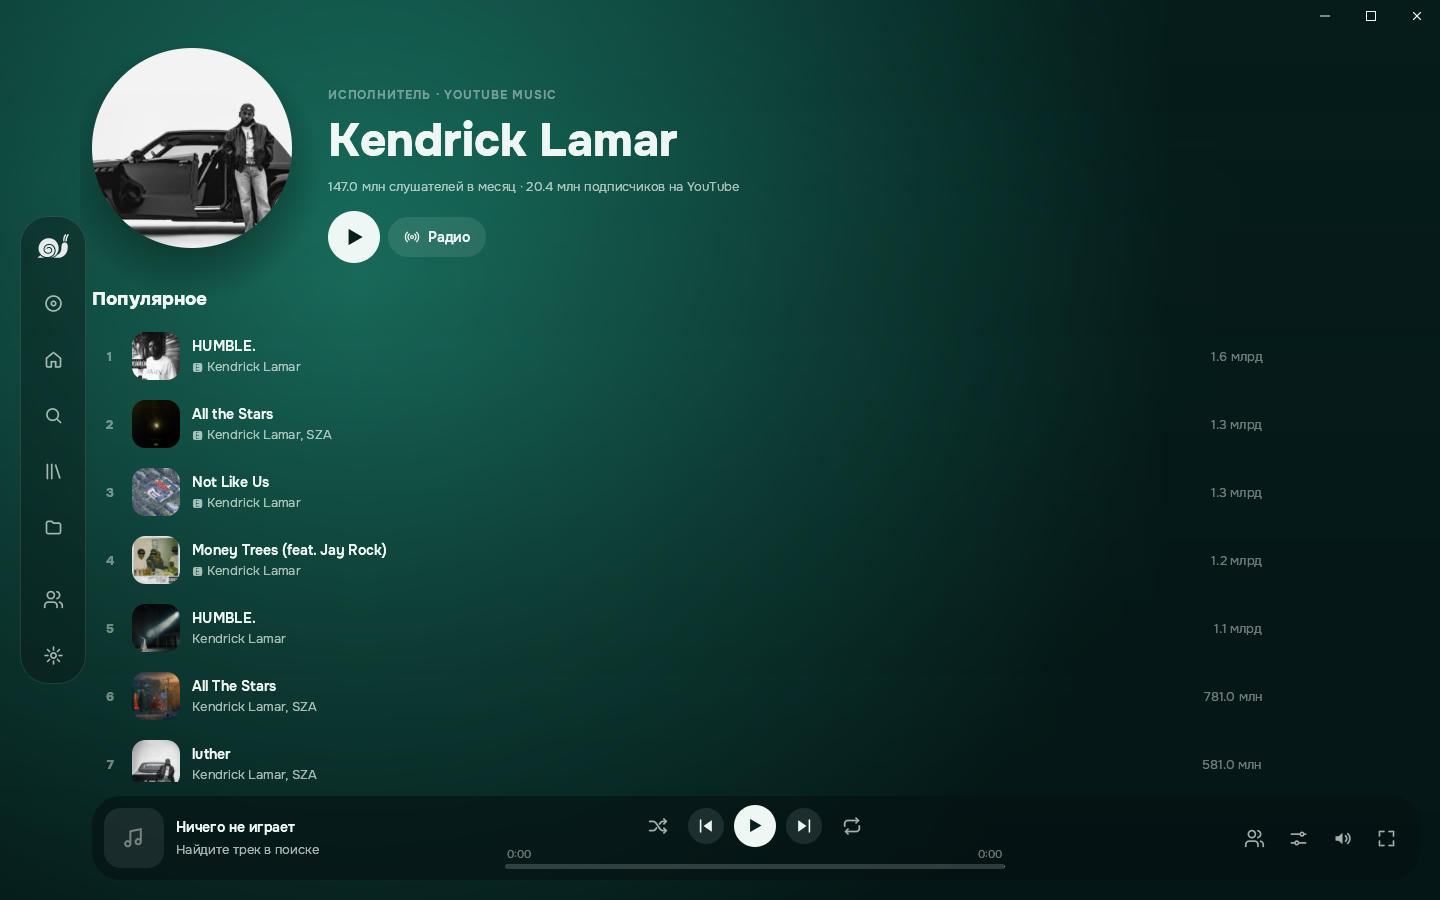 ИСПОЛНИТЕЛЬ · YOUTUBE MUSIC
Kendrick Lamar
147.0 млн слушателей в месяц · 20.4 млн подписчиков на YouTube
Радио
Популярное
1 HUMBLE. 1.6 млрд
E Kendrick Lamar
2 All the Stars 1.3 млрд
E Kendrick Lamar, SZA
3 Not Like Us 1.3 млрд
E Kendrick Lamar
4 Money Trees (feat. Jay Rock) 1.2 млрд
E Kendrick Lamar
5 HUMBLE. 1.1 млрд
Kendrick Lamar
6 All The Stars 781.0 млн
Kendrick Lamar, SZA
7 luther 581.0 млн
Kendrick Lamar, SZA
Ничего не играет
Найдите трек в поиске
0:00 0:00